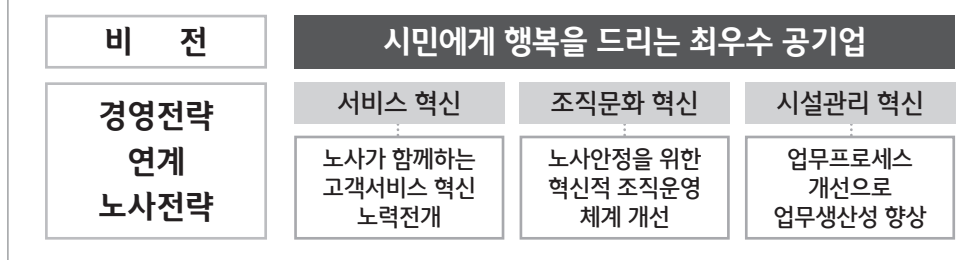 비 전
시민에게 행복을 드리는 최우수 공기업
경영전략
연계
노사전략
서비스 혁신
노사가 함께하는
고객서비스 혁신
노력전개
조직문화 혁신
노사안정을 위한
혁신적 조직운영
체계 개선
시설관리 혁신
업무프로세스
개선으로
업무생산성 향상